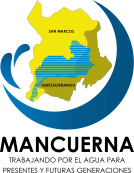 SAN MARCOS
QUETZALTENANGO
MANCUERNA
TRABAJANDO POR EL AGUA PARA
PRESENTES Y FUTURAS GENERACIONES